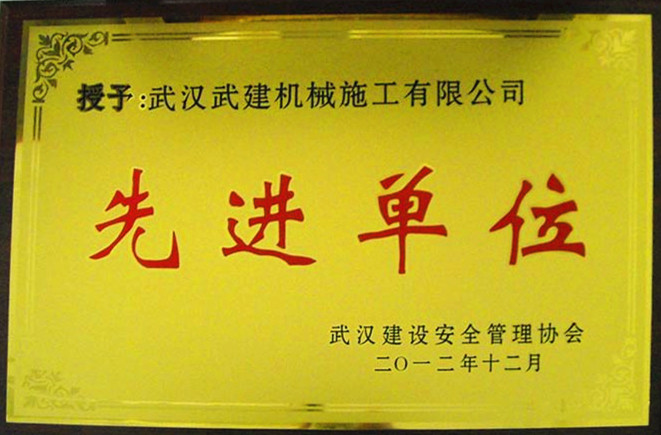 授予:武汉武建机械施工有限公司
先进单位
武汉建设安全管理协会
二〇一二年十二月